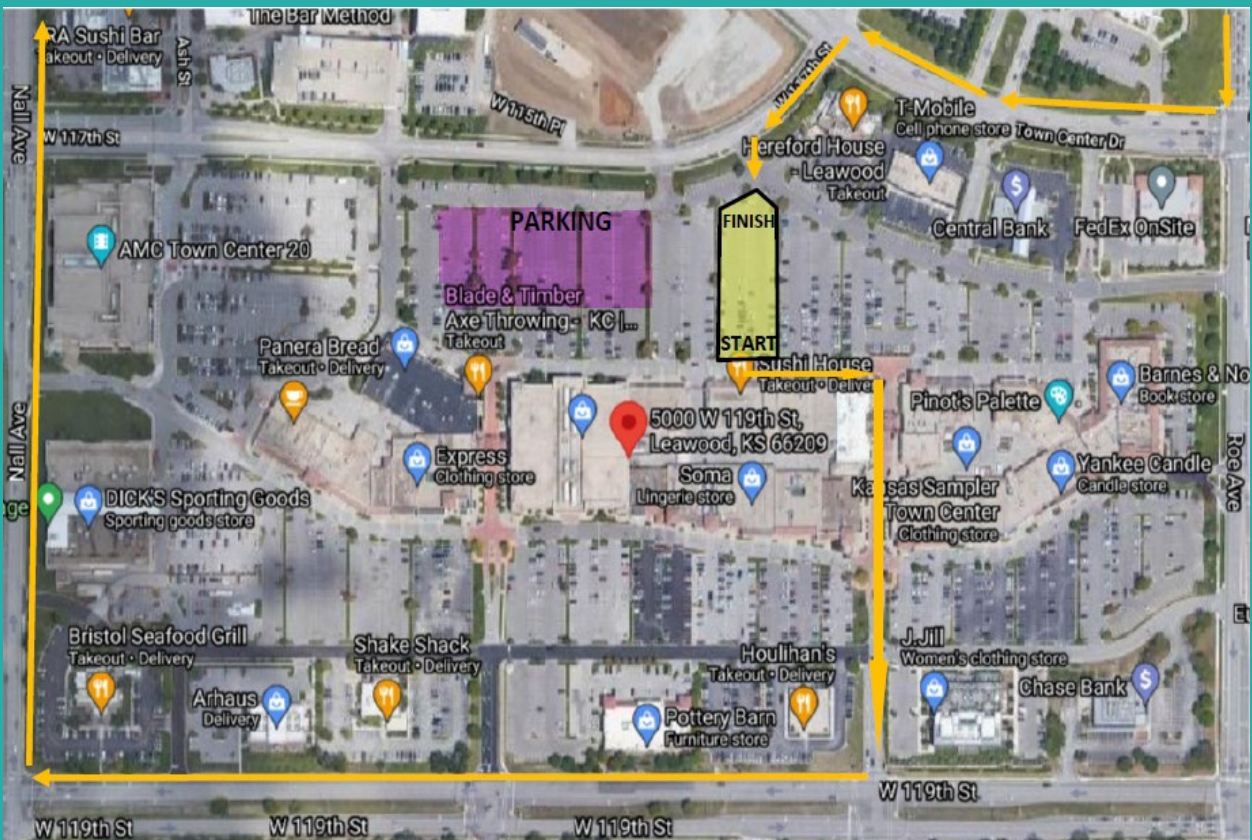 The Bar Method
RA Sushi Bar
Takeout • Delivery
Ash St
Nall Ave
W 117th St
W 115th Pl
W 117th St
T-Mobile
Cell phone store
Town Center Dr
Hereford House
- Leawood
Takeout
Central Bank
FedEx OnSite
PARKING
FINISH
START
AMC Town Center 20
Blade & Timber
Axe Throwing - KC |...
Takeout
Panera Bread
Takeout • Delivery
Sushi House
Takeout • Delive
Barnes & No
Book store
Pinot's Palette
5000 W 119th St,
Leawood, KS 66209
Express
Clothing store
Soma
Lingerie store
Kansas Sampler
Town Center
Clothing store
Yankee Candle
Candle store
Roe Ave
Nall Ave
ge
DICK'S Sporting Goods
Sporting goods store
Bristol Seafood Grill
Takeout • Delivery
Shake Shack
Takeout • Delivery
Houlihan's
Takeout • Delivery
J.Jill
Women's clothing store
Chase Bank
Arhaus
Delivery
Pottery Barn
Furniture store
W 119th St
W 119th St
W 119th St
W 119th St